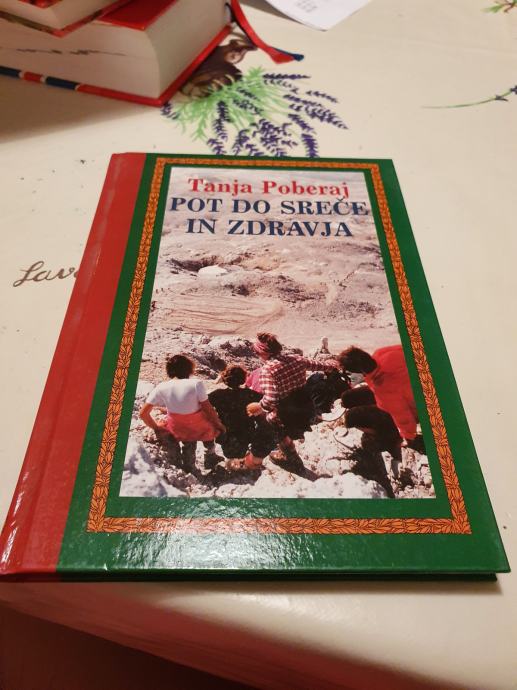 Tanja Poberaj
POT DO SREČE
IN ZDRAVJA